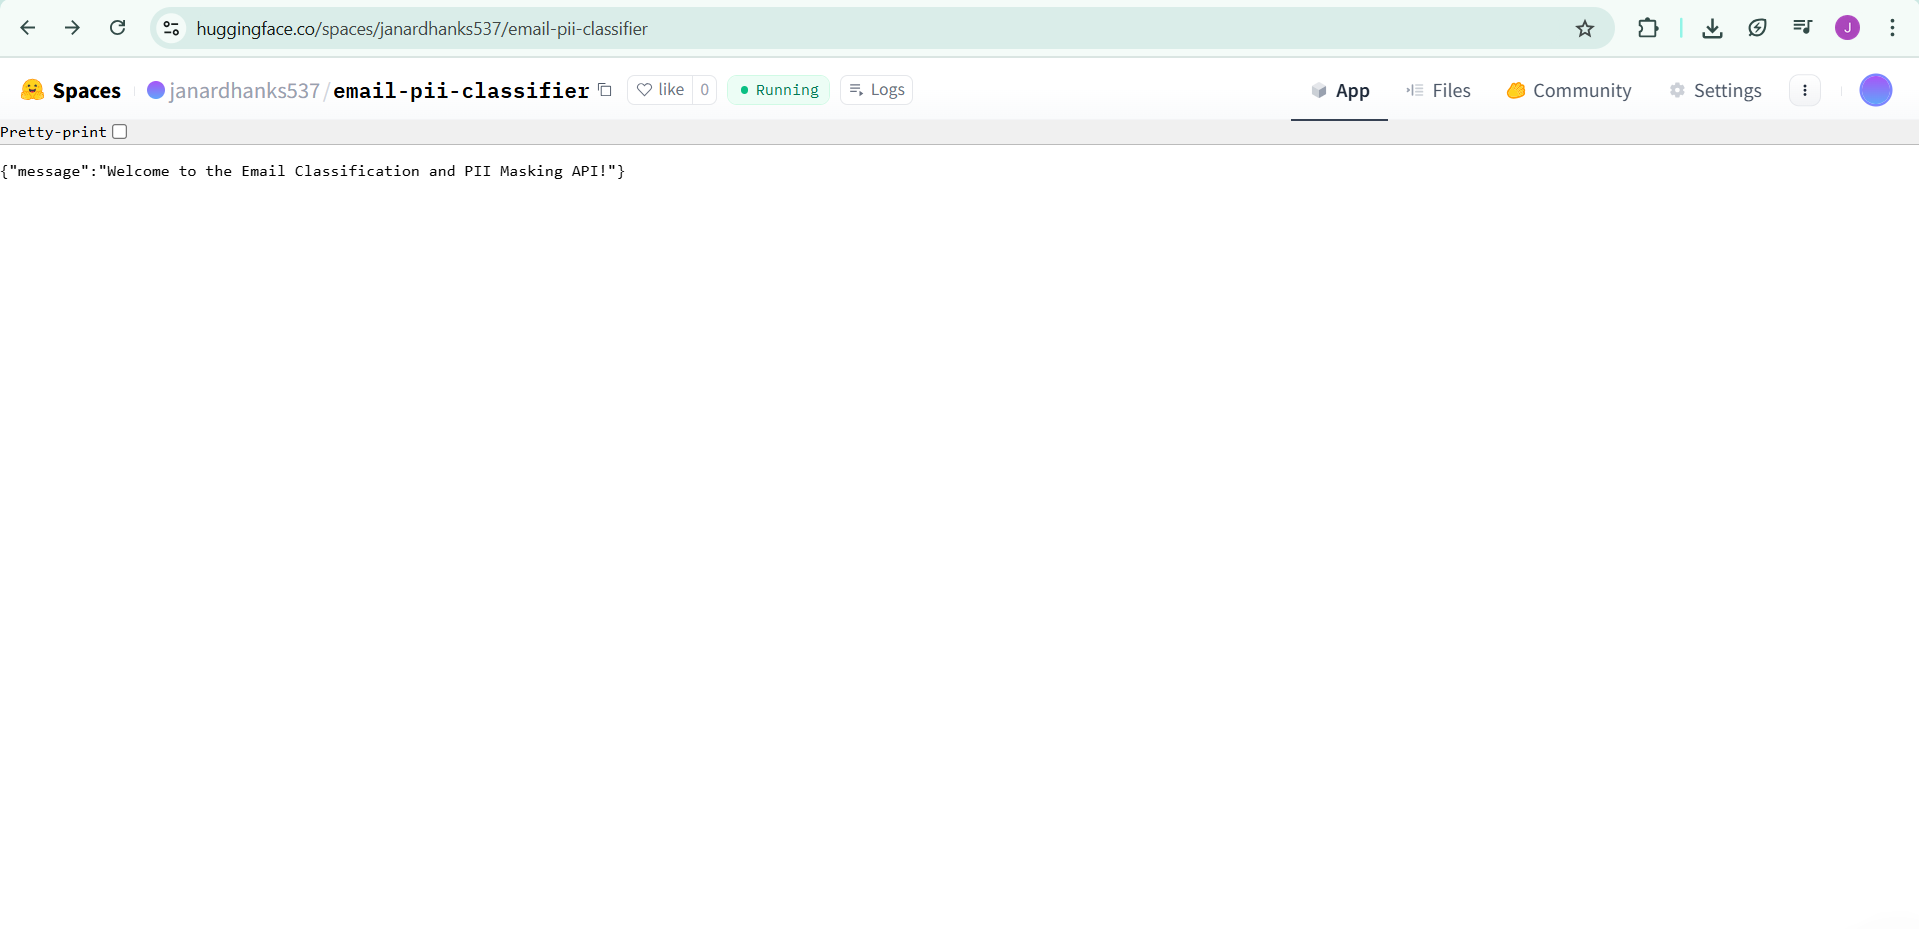 huggingface.co/spaces/janardhanks537/email-pii-classifier
J
Spaces janardhanks537/email-pii-classifier like 0 Running Logs App Files Community Settings
Pretty-print
{"message":"Welcome to the Email Classification and PII Masking API!"}